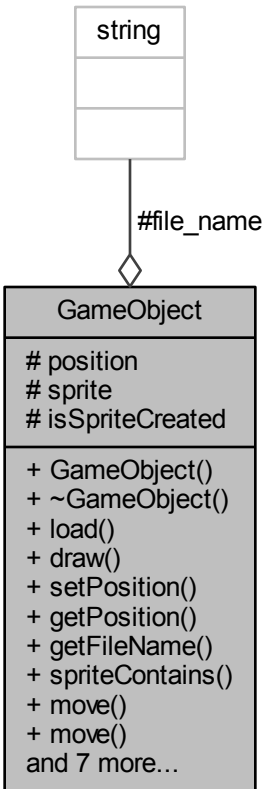 string
#file_name
GameObject
# position
# sprite
# isSpriteCreated
+ GameObject()
+ ~GameObject()
+ load()
+ draw()
+ setPosition()
+ getPosition()
+ getFileName()
+ spriteContains()
+ move()
+ move()
and 7 more...